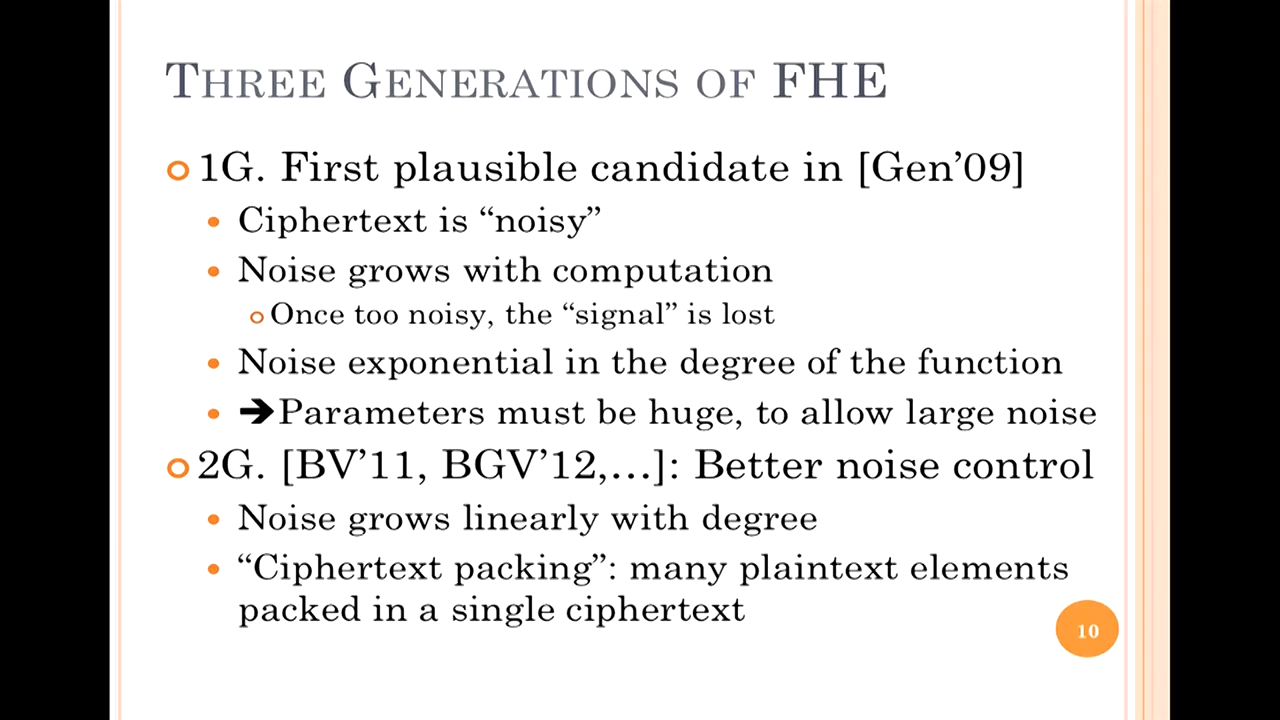 THREE GENERATIONS OF FHE
1G. First plausible candidate in [Gen’09]
Ciphertext is “noisy”
Noise grows with computation
Once too noisy, the “signal” is lost
Noise exponential in the degree of the function
➔Parameters must be huge, to allow large noise
2G. [BV’11, BGV’12,…]: Better noise control
Noise grows linearly with degree
“Ciphertext packing”: many plaintext elements
packed in a single ciphertext
10